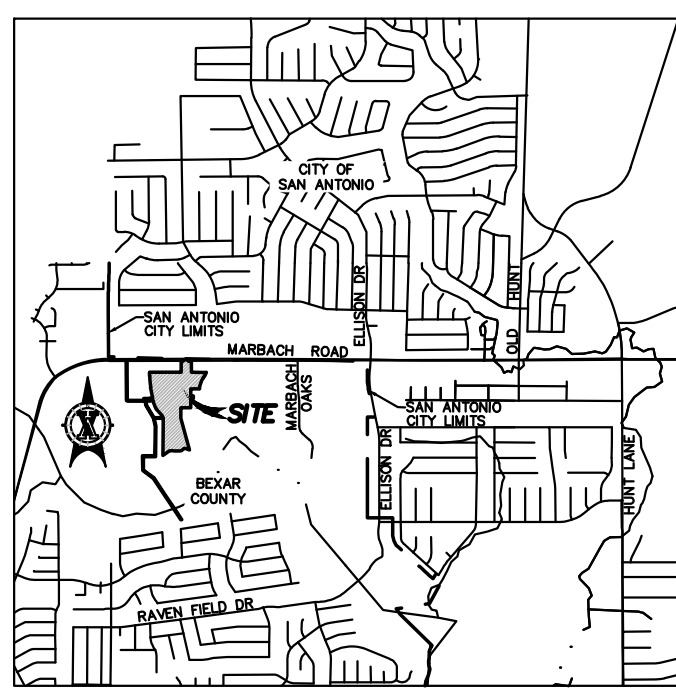 CITY OF
SAN ANTONIO
ELLISON DR
OLD HUNT
SAN ANTONIO
CITY LIMITS
MARBACH ROAD
MARBACH
OAKS
SITE
X
SAN ANTONIO
CITY LIMITS
ELLISON DR
HUNT LANE
BEXAR
COUNTY
RAVEN FIELD DR